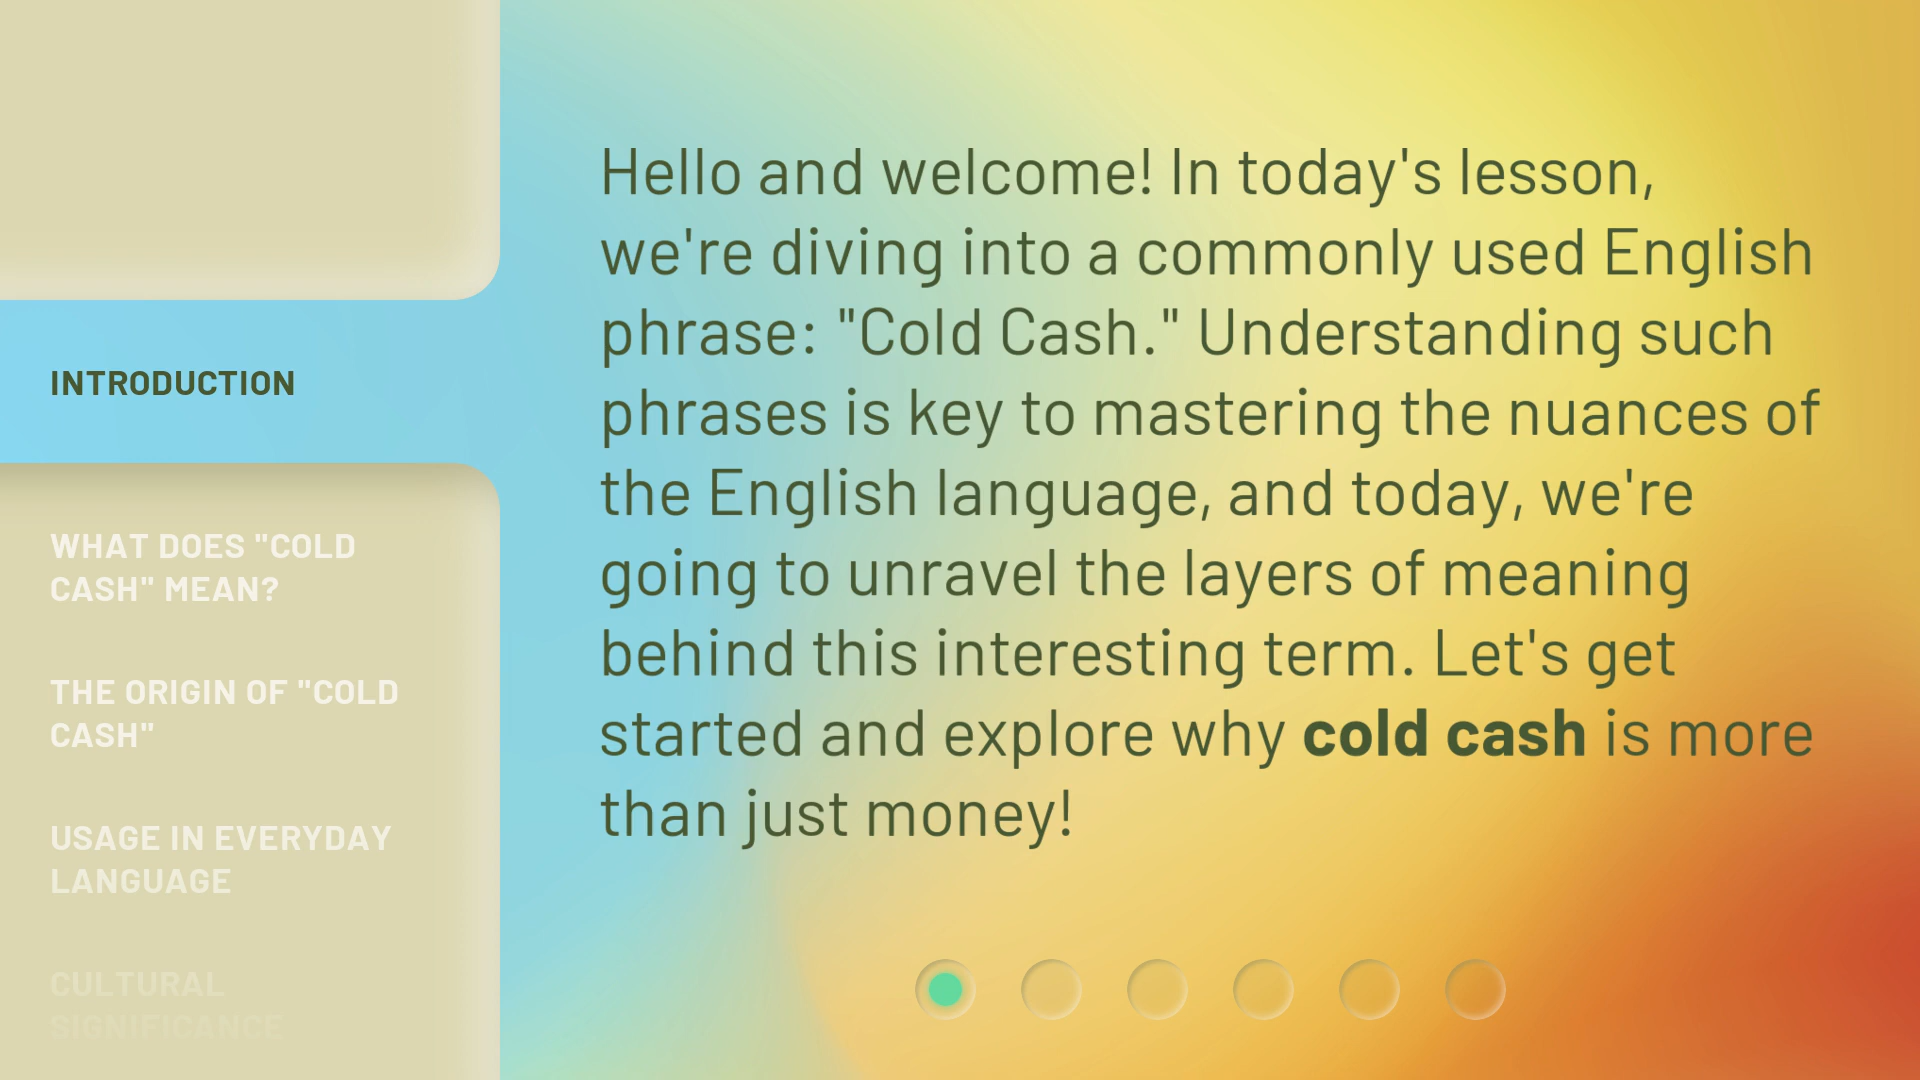 INTRODUCTION
WHAT DOES "COLD
CASH" MEAN?
THE ORIGIN OF "COLD
CASH"
USAGE IN EVERYDAY
LANGUAGE
CULTURAL
SIGNIFICANCE
Hello and welcome! In today's lesson,
we're diving into a commonly used English
phrase: "Cold Cash." Understanding such
phrases is key to mastering the nuances of
the English language, and today, we're
going to unravel the layers of meaning
behind this interesting term. Let's get
started and explore why cold cash is more
than just money!